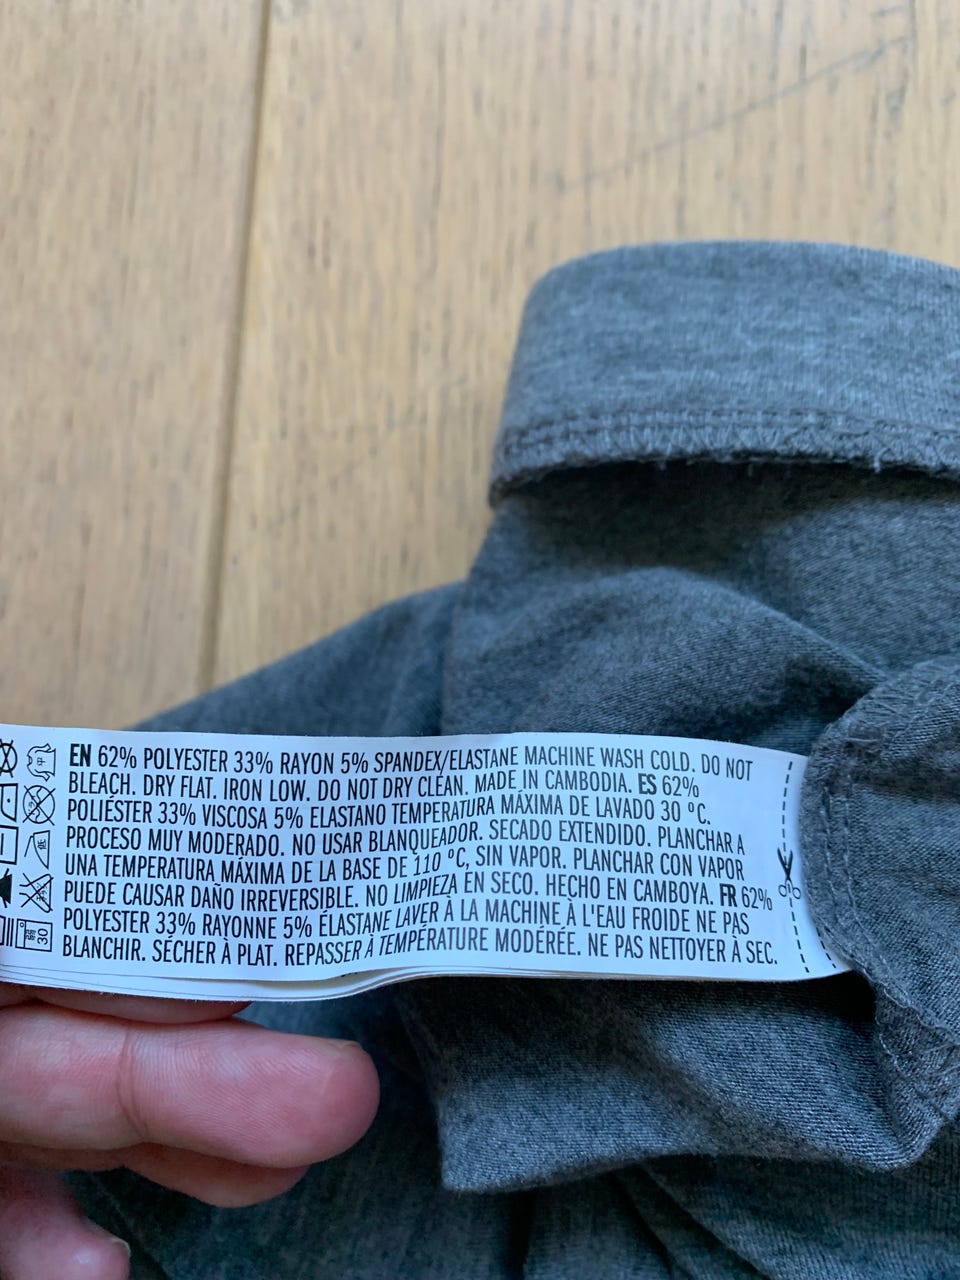 EN 62% POLYESTER 33% RAYON 5% SPANDEX/ELASTANE MACHINE WASH COLD. DO NOT
BLEACH. DRY FLAT. IRON LOW. DO NOT DRY CLEAN. MADE IN CAMBODIA. ES 62%
POLIÉSTER 33% VISCOSA 5% ELASTANO TEMPERATURA MÁXIMA DE LAVADO 30 ºC.
PROCESO MUY MODERADO. NO USAR BLANQUEADOR. SECADO EXTENDIDO. PLANCHAR A
UNA TEMPERATURA MÁXIMA DE LA BASE DE 110 ºC, SIN VAPOR. PLANCHAR CON VAPOR
PUEDE CAUSAR DAÑO IRREVERSIBLE. NO LIMPIEZA EN SECO. HECHO EN CAMBOYA. FR 62%
POLYESTER 33% RAYONNE 5% ÉLASTANE LAVER À LA MACHINE À L'EAU FROIDE NE PAS
BLANCHIR. SÉCHER À PLAT. REPASSER À TEMPÉRATURE MODÉRÉE. NE PAS NETTOYER À SEC.
平
低
30